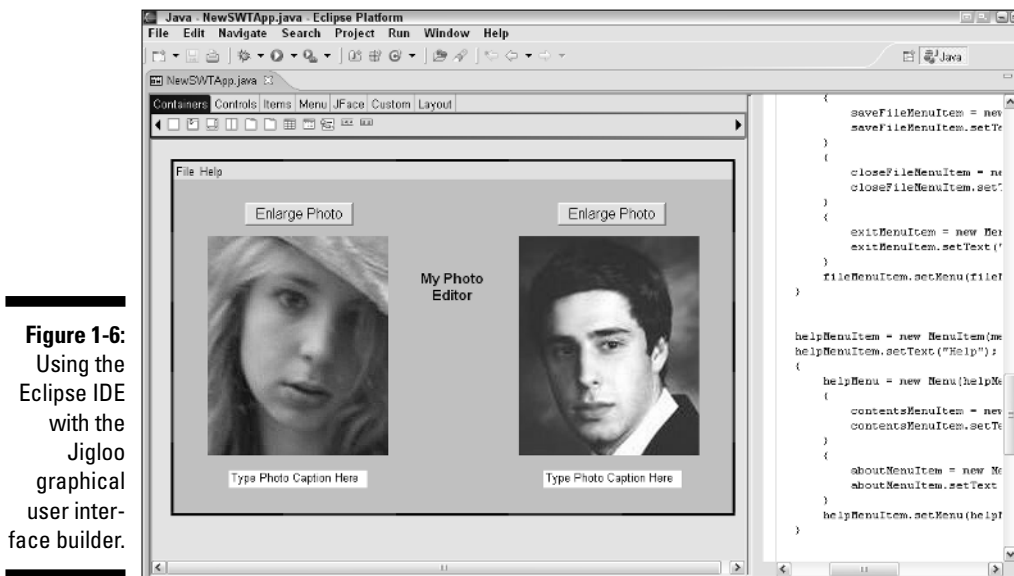 Java - NewSWTApp.java - Eclipse Platform
File Edit Navigate Search Project Run Window Help
Java
NewSWTApp.java
Containers Controls Items Menu JFace Custom Layout
File Help
Enlarge Photo
Enlarge Photo
My Photo
Editor
Type Photo Caption Here
Type Photo Caption Here
{
saveFileMenuItem = new
saveFileMenuItem.setTe
}
{
closeFileMenuItem = ne
closeFileMenuItem.set
}
{
exitMenuItem = new Men
exitMenuItem.setText("
}
fileMenuItem.setMenu(file
}
helpMenuItem = new MenuItem(me
helpMenuItem.setText("Help");
{
helpMenu = new Menu(helpMe
{
contentsMenuItem = new
contentsMenuItem.setTe
}
{
aboutMenuItem = new Me
aboutMenuItem.setText
}
helpMenuItem.setMenu(help
}
Figure 1-6:
Using the
Eclipse IDE
with the
Jigloo
graphical
user inter-
face builder.